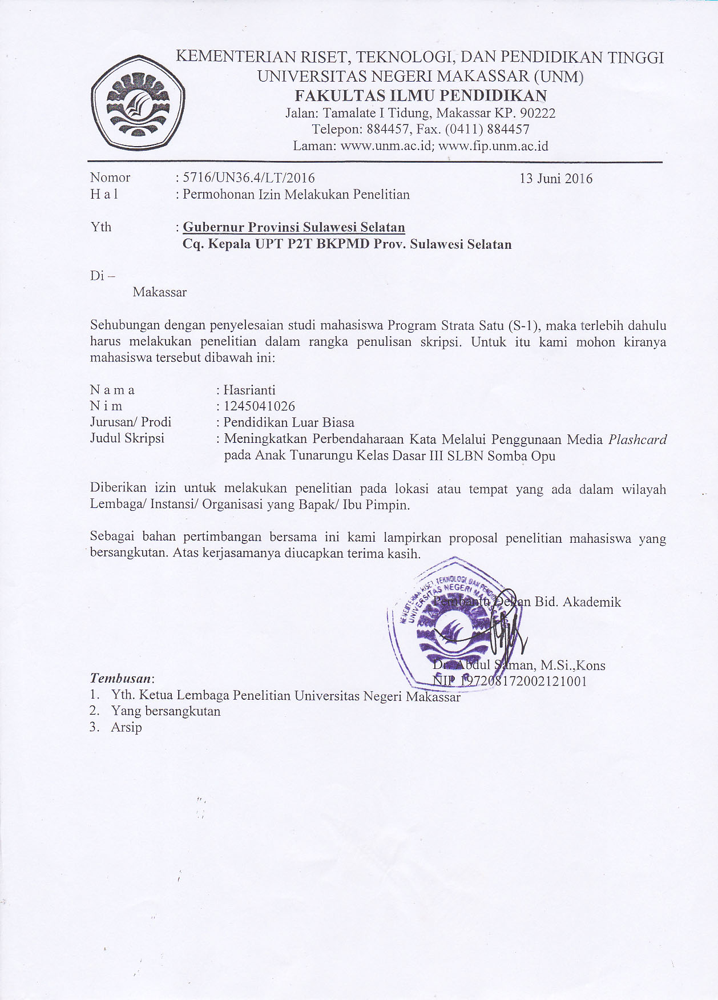 KEMENTERIAN RISET, TEKNOLOGI, DAN PENDIDIKAN TINGGI
UNIVERSITAS NEGERI MAKASSAR (UNM)
FAKULTAS ILMU PENDIDIKAN
Jalan: Tamalate I Tidung, Makassar KP. 90222
Telepon: 884457, Fax. (0411) 884457
Laman: www.unm.ac.id; www.fip.unm.ac.id
Nomor : 5716/UN36.4/LT/2016 13 Juni 2016
H a l : Permohonan Izin Melakukan Penelitian
Yth : Gubernur Provinsi Sulawesi Selatan
Cq. Kepala UPT P2T BKPMD Prov. Sulawesi Selatan
Di –
Makassar
Sehubungan dengan penyelesaian studi mahasiswa Program Strata Satu (S-1), maka terlebih dahulu
harus melakukan penelitian dalam rangka penulisan skripsi. Untuk itu kami mohon kiranya
mahasiswa tersebut dibawah ini:
N a m a : Hasrianti
N i m : 1245041026
Jurusan/ Prodi : Pendidikan Luar Biasa
Judul Skripsi : Meningkatkan Perbendaharaan Kata Melalui Penggunaan Media Plashcard
pada Anak Tunarungu Kelas Dasar III SLBN Somba Opu
Diberikan izin untuk melakukan penelitian pada lokasi atau tempat yang ada dalam wilayah
Lembaga/ Instansi/ Organisasi yang Bapak/ Ibu Pimpin.
Sebagai bahan pertimbangan bersama ini kami lampirkan proposal penelitian mahasiswa yang
bersangkutan. Atas kerjasamanya diucapkan terima kasih.
KEMENTERIAN RISET, TEKNOLOGI DAN PENDIDIKAN TINGGI
UNIVERSITAS NEGERI MAKASSAR
F I P
Pembantu Dekan Bid. Akademik
Dr. Abdul Saman, M.Si.,Kons
NIP 197208172002121001
Tembusan:
1. Yth. Ketua Lembaga Penelitian Universitas Negeri Makassar
2. Yang bersangkutan
3. Arsip